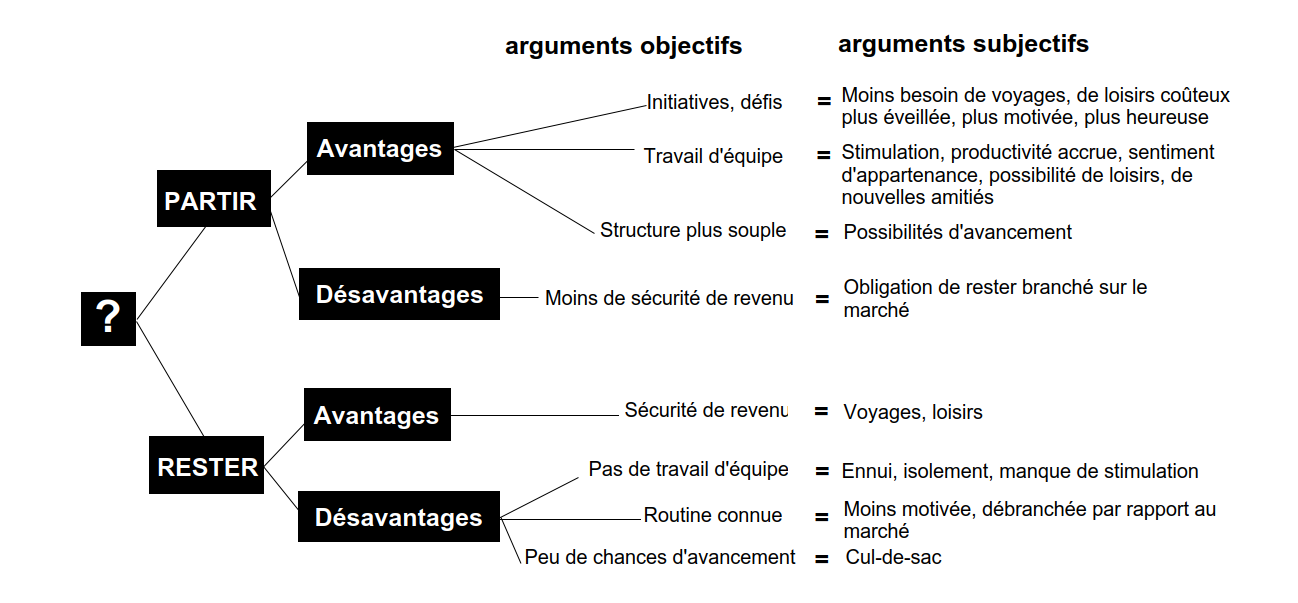 arguments objectifs
arguments subjectifs
Initiatives, défis
=
Moins besoin de voyages, de loisirs coûteux
plus éveillée, plus motivée, plus heureuse
Avantages
Travail d'équipe
=
Stimulation, productivité accrue, sentiment
d'appartenance, possibilité de loisirs, de
nouvelles amitiés
PARTIR
Structure plus souple
=
Possibilités d'avancement
Désavantages
Moins de sécurité de revenu
=
Obligation de rester branché sur le
marché
?
Avantages
Sécurité de revenu
=
Voyages, loisirs
RESTER
Pas de travail d'équipe
=
Ennui, isolement, manque de stimulation
Désavantages
Routine connue
=
Moins motivée, débranchée par rapport au
marché
Peu de chances d'avancement
=
Cul-de-sac